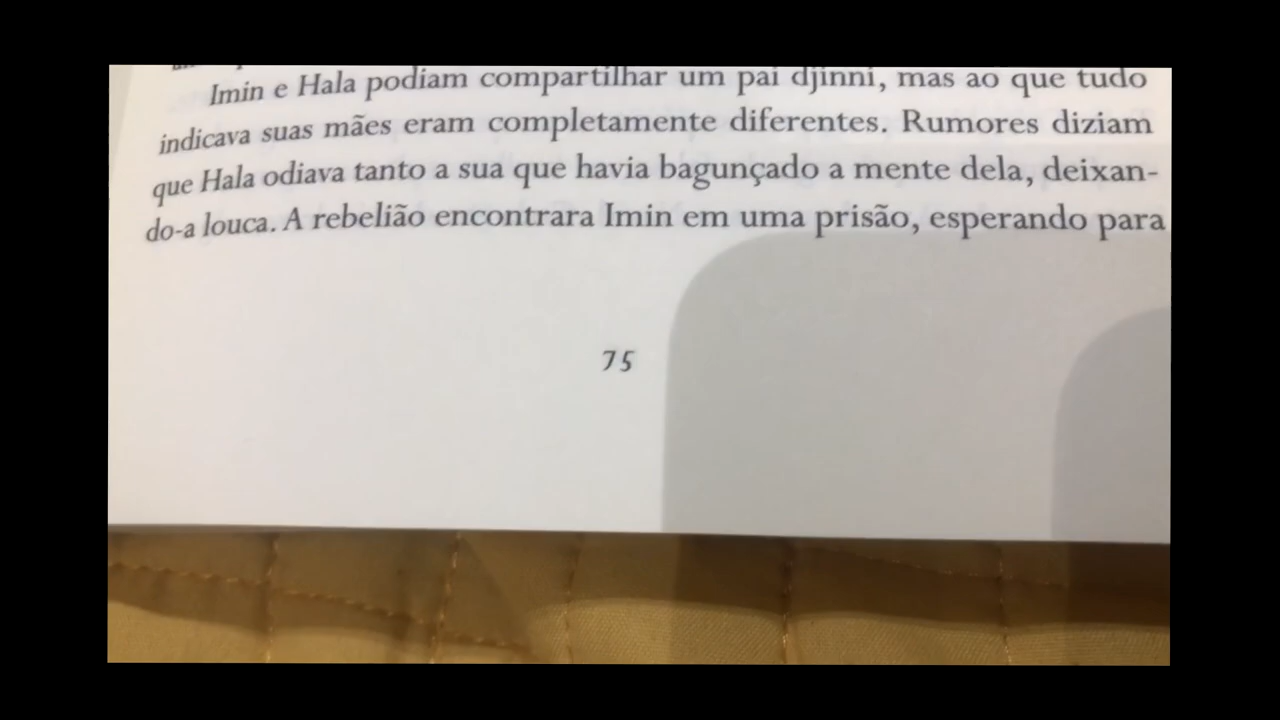 Imin e Hala podiam compartilhar um pai djinni, mas ao que tudo
indicava suas mães eram completamente diferentes. Rumores diziam
que Hala odiava tanto a sua que havia bagunçado a mente dela, deixan-
do-a louca. A rebelião encontrara Imin em uma prisão, esperando para
75